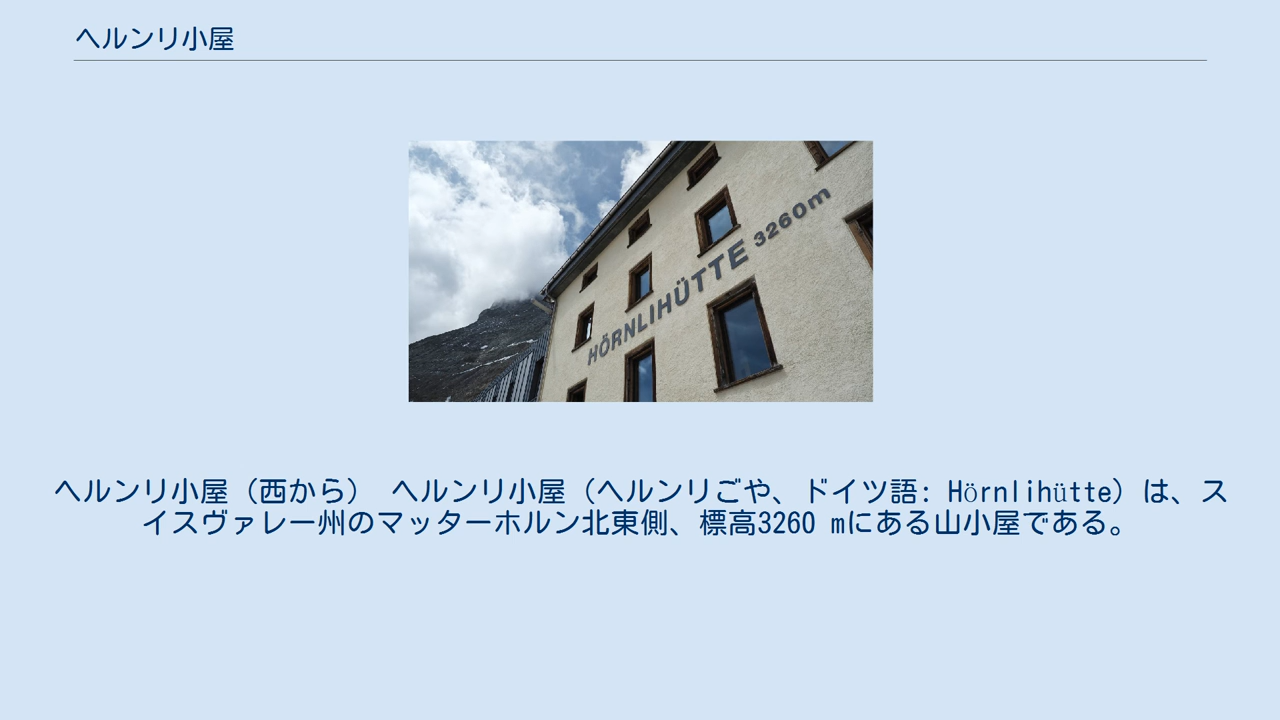 ヘルンリ小屋
HÖRNLIHÜTTE 3260m
ヘルンリ小屋（西から） ヘルンリ小屋（ヘルンリごや、ドイツ語: Hörnlihütte）は、ス
イスヴァレー州のマッターホルン北東側、標高3260 mにある山小屋である。